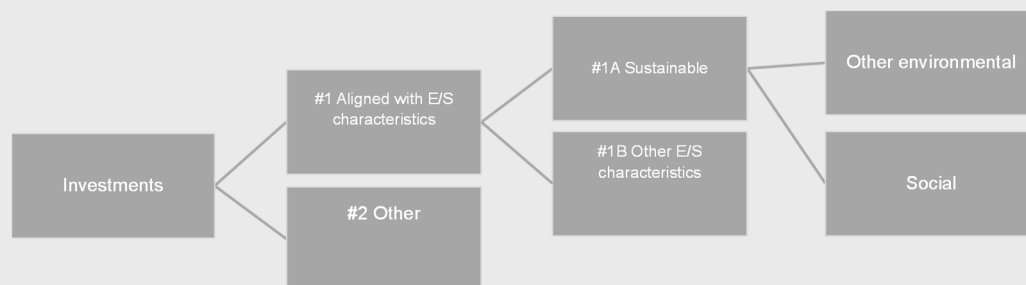 Investments
#1 Aligned with E/S
characteristics
#2 Other
#1A Sustainable
#1B Other E/S
characteristics
Other environmental
Social